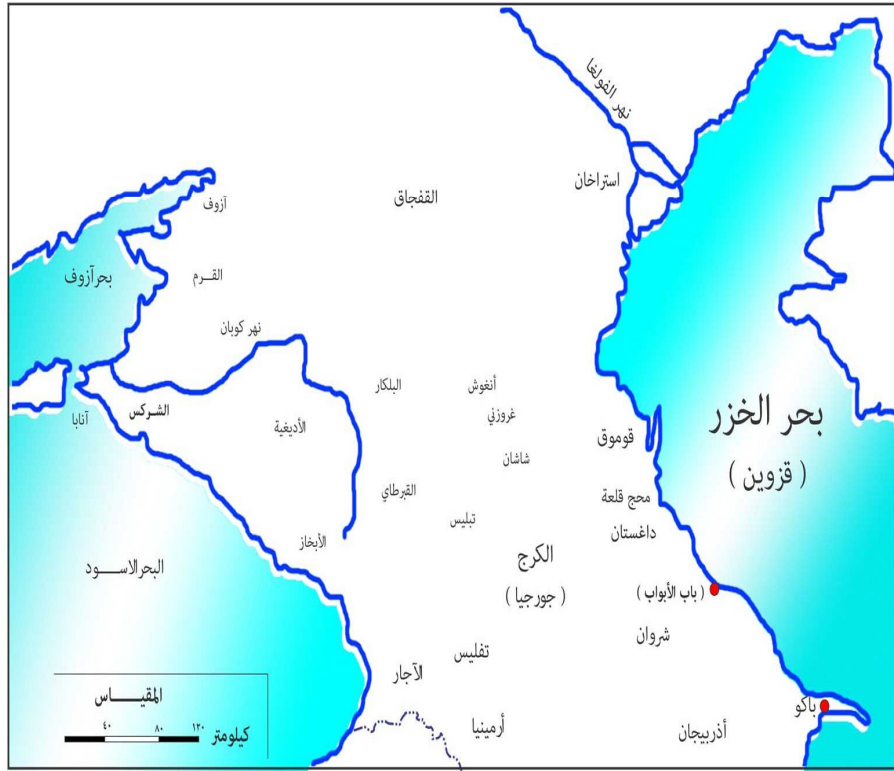 نهر الفولغا
استراخان
القفجاق
آزوف
بحرآزوف
القـــرم
نهر كوبان
أنغوش
البلكار
غروزني
الشركس
آنابا
الأديغية
بحر الخزر
( قزوين )
قوموق
شاشان
القبرطاي
محج قلعة
تبليس
داغستان
الأبخاز
الكرج
( جورجيا )
البحرالاســـود
( باب الأبواب )
شروان
تفليس
الآجار
المقيـــــاس
باكو
أرمينيا
أذربيجان
٤٠ ٨٠ ١٢٠
كيلومتر